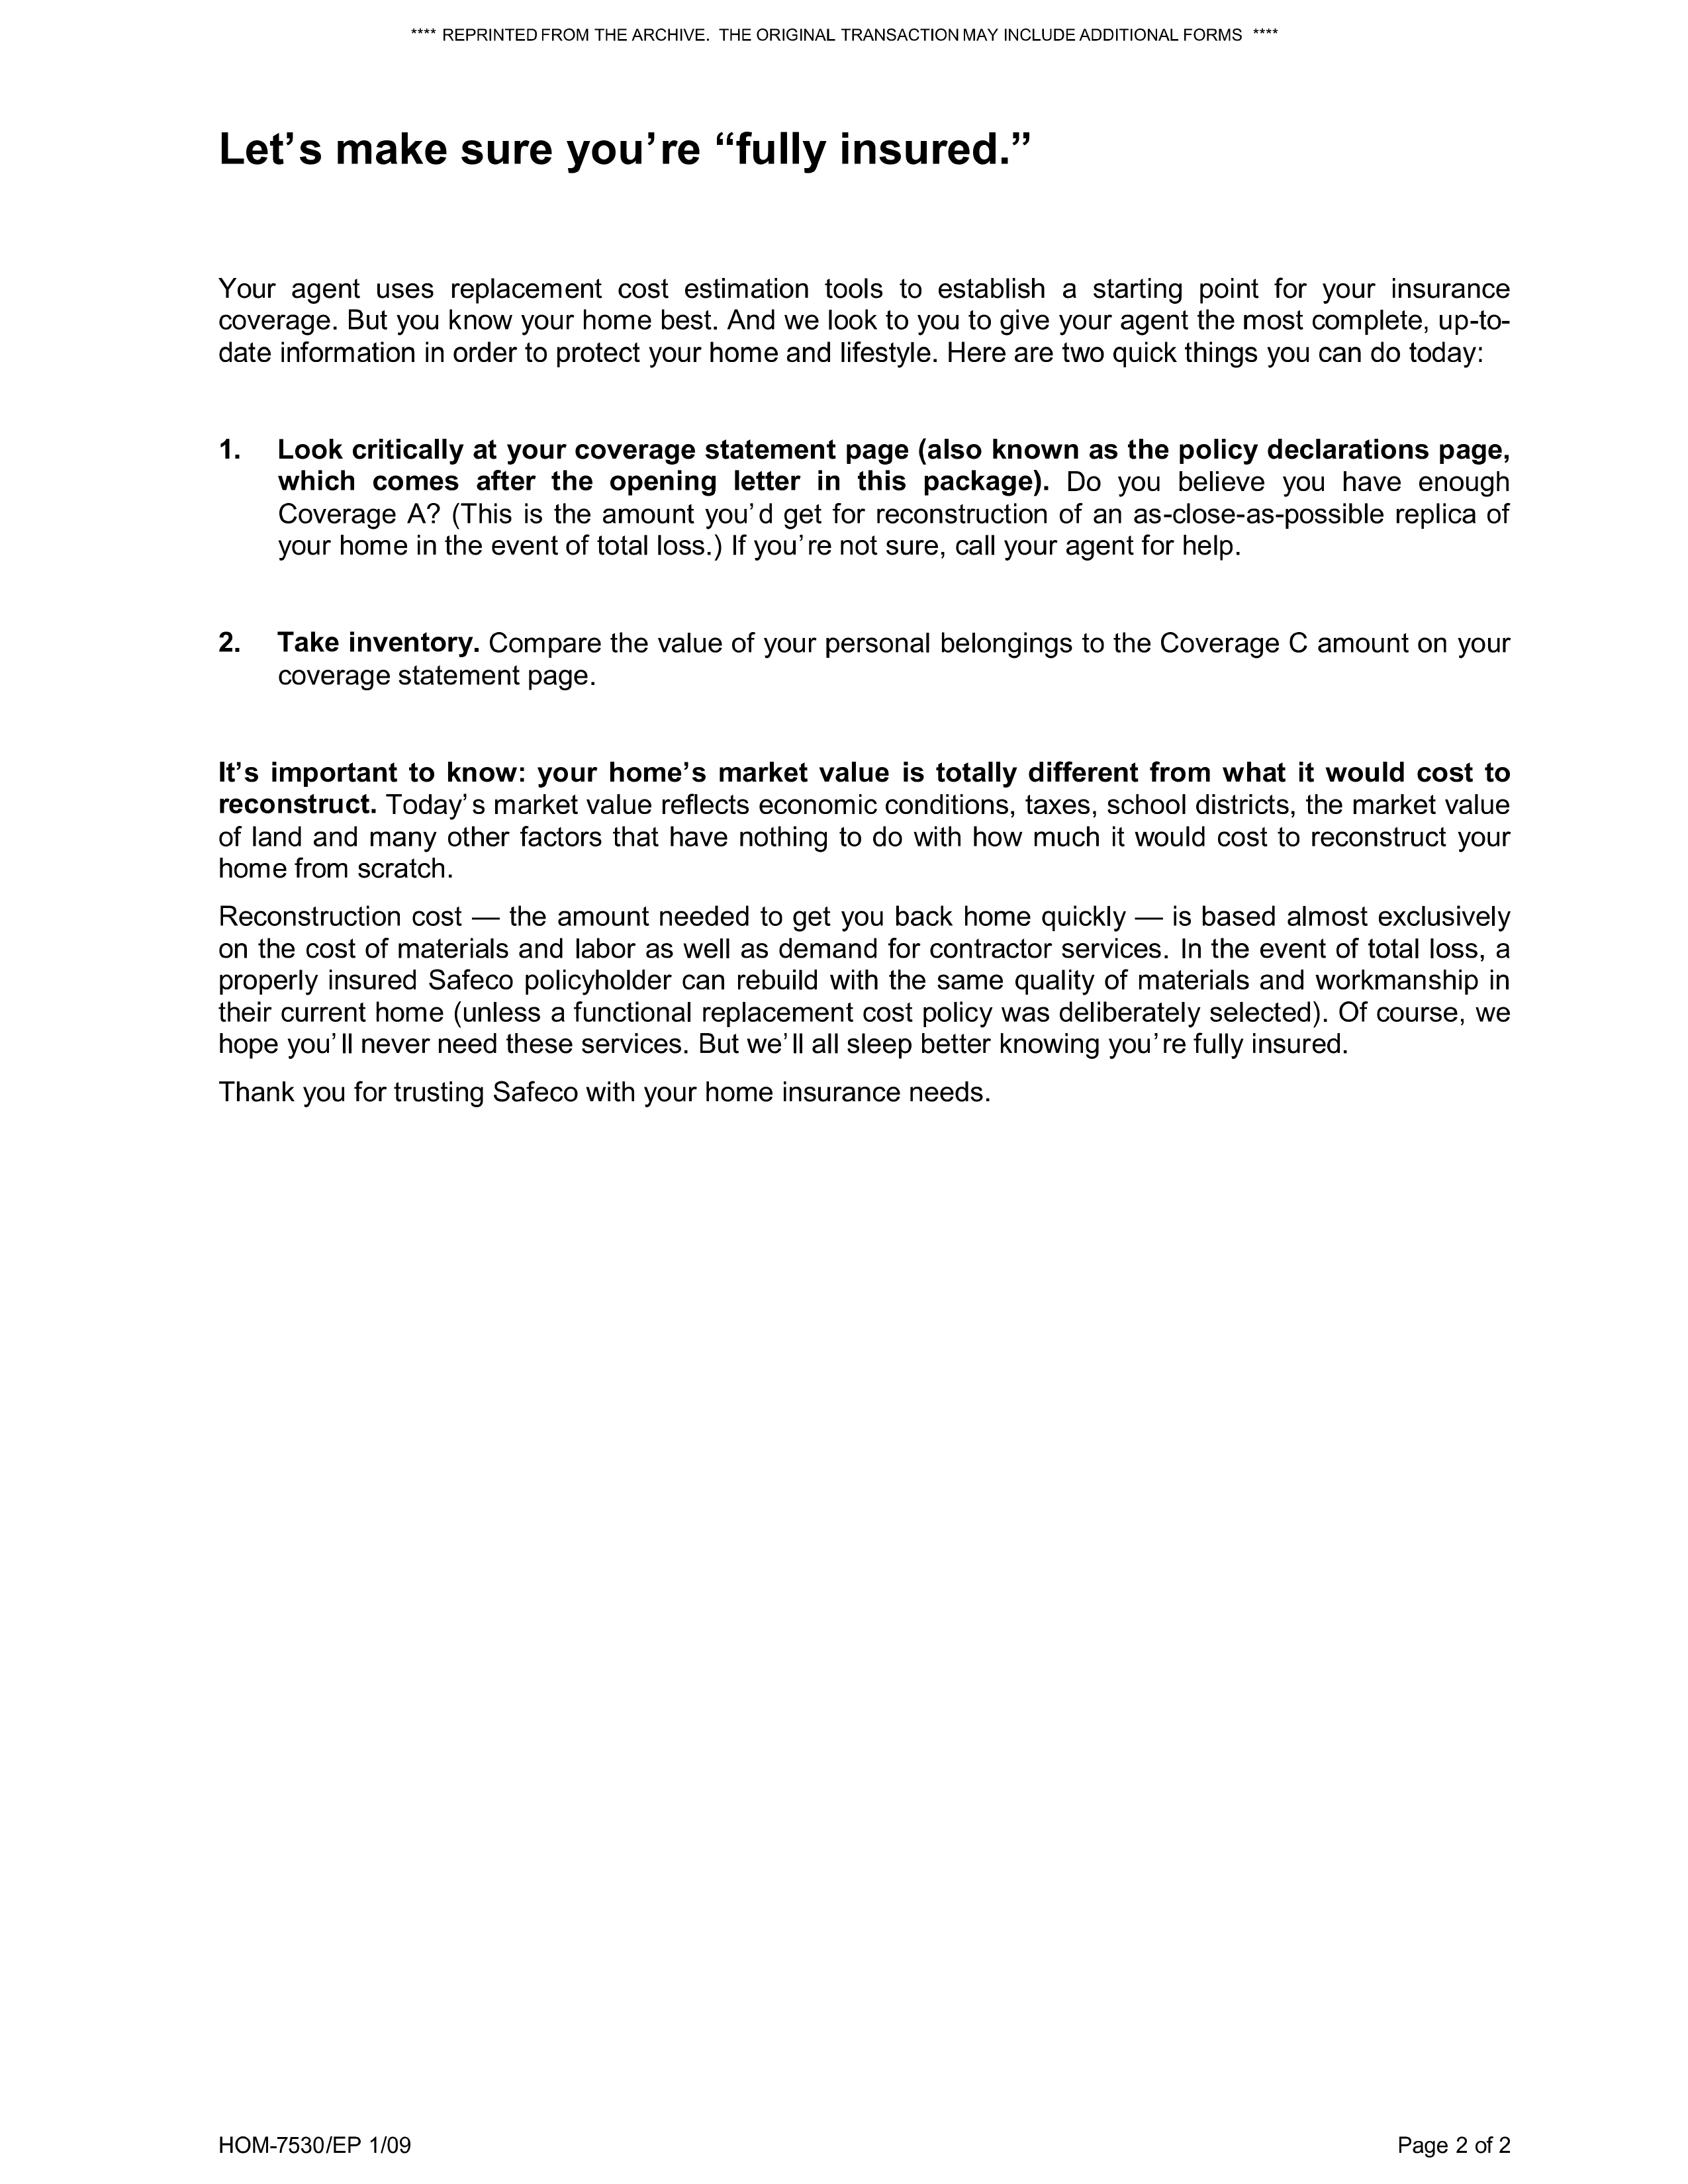 **** REPRINTED FROM THE ARCHIVE. THE ORIGINAL TRANSACTION MAY INCLUDE ADDITIONAL FORMS ****
Let’s make sure you’re “fully insured.”
Your agent uses replacement cost estimation tools to establish a starting point for your insurance
coverage. But you know your home best. And we look to you to give your agent the most complete, up-to-
date information in order to protect your home and lifestyle. Here are two quick things you can do today:
1. Look critically at your coverage statement page (also known as the policy declarations page,
which comes after the opening letter in this package). Do you believe you have enough
Coverage A? (This is the amount you’d get for reconstruction of an as-close-as-possible replica of
your home in the event of total loss.) If you’re not sure, call your agent for help.
2. Take inventory. Compare the value of your personal belongings to the Coverage C amount on your
coverage statement page.
It’s important to know: your home’s market value is totally different from what it would cost to
reconstruct. Today’s market value reflects economic conditions, taxes, school districts, the market value
of land and many other factors that have nothing to do with how much it would cost to reconstruct your
home from scratch.
Reconstruction cost — the amount needed to get you back home quickly — is based almost exclusively
on the cost of materials and labor as well as demand for contractor services. In the event of total loss, a
properly insured Safeco policyholder can rebuild with the same quality of materials and workmanship in
their current home (unless a functional replacement cost policy was deliberately selected). Of course, we
hope you’ll never need these services. But we’ll all sleep better knowing you’re fully insured.
Thank you for trusting Safeco with your home insurance needs.
HOM-7530/EP 1/09
Page 2 of 2